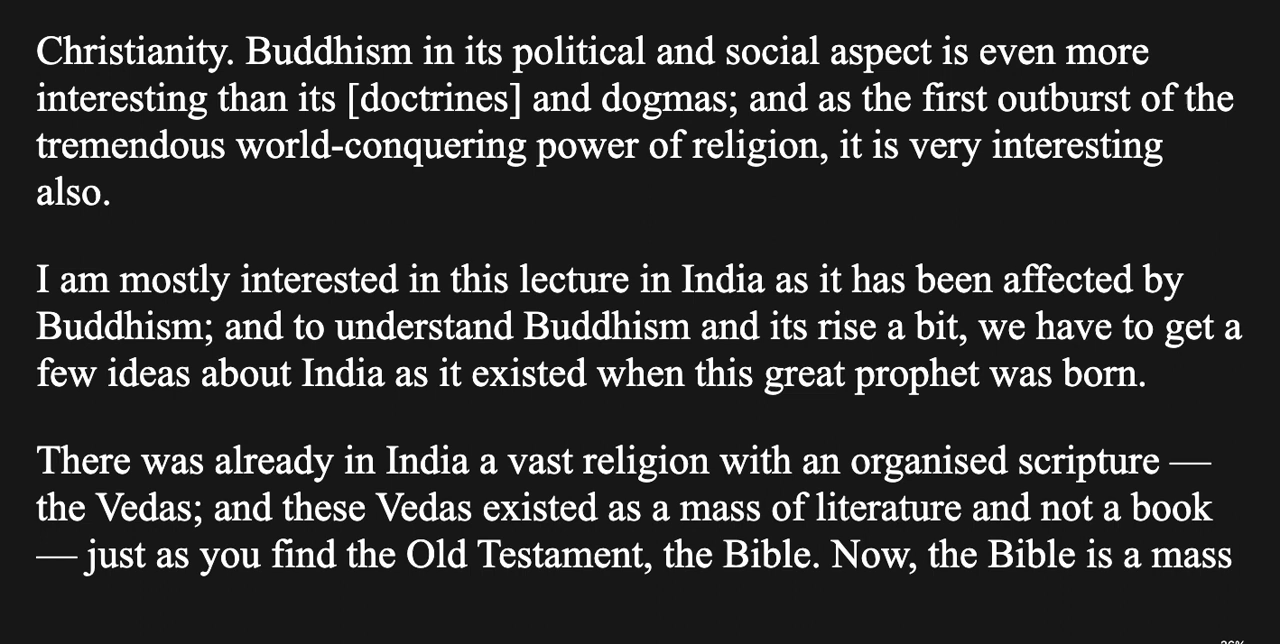 Christianity. Buddhism in its political and social aspect is even more
interesting than its [doctrines] and dogmas; and as the first outburst of the
tremendous world-conquering power of religion, it is very interesting
also.
I am mostly interested in this lecture in India as it has been affected by
Buddhism; and to understand Buddhism and its rise a bit, we have to get a
few ideas about India as it existed when this great prophet was born.
There was already in India a vast religion with an organised scripture —
the Vedas; and these Vedas existed as a mass of literature and not a book
— just as you find the Old Testament, the Bible. Now, the Bible is a mass